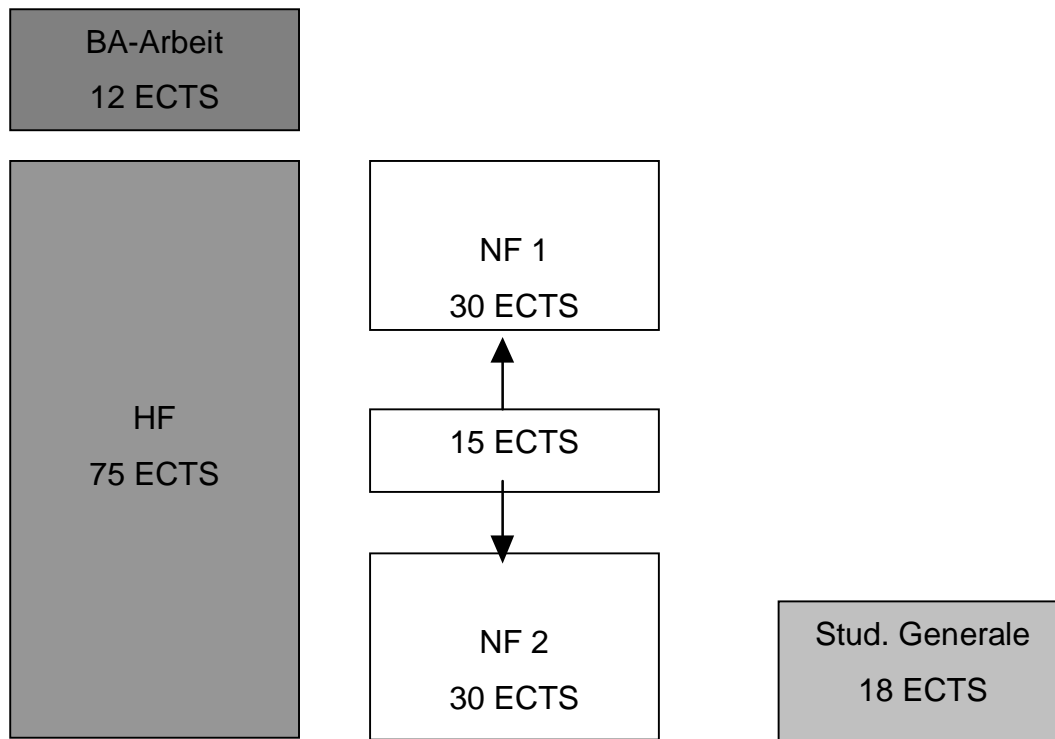 BA-Arbeit
12 ECTS
HF
75 ECTS
NF 1
30 ECTS
15 ECTS
NF 2
30 ECTS
Stud. Generale
18 ECTS